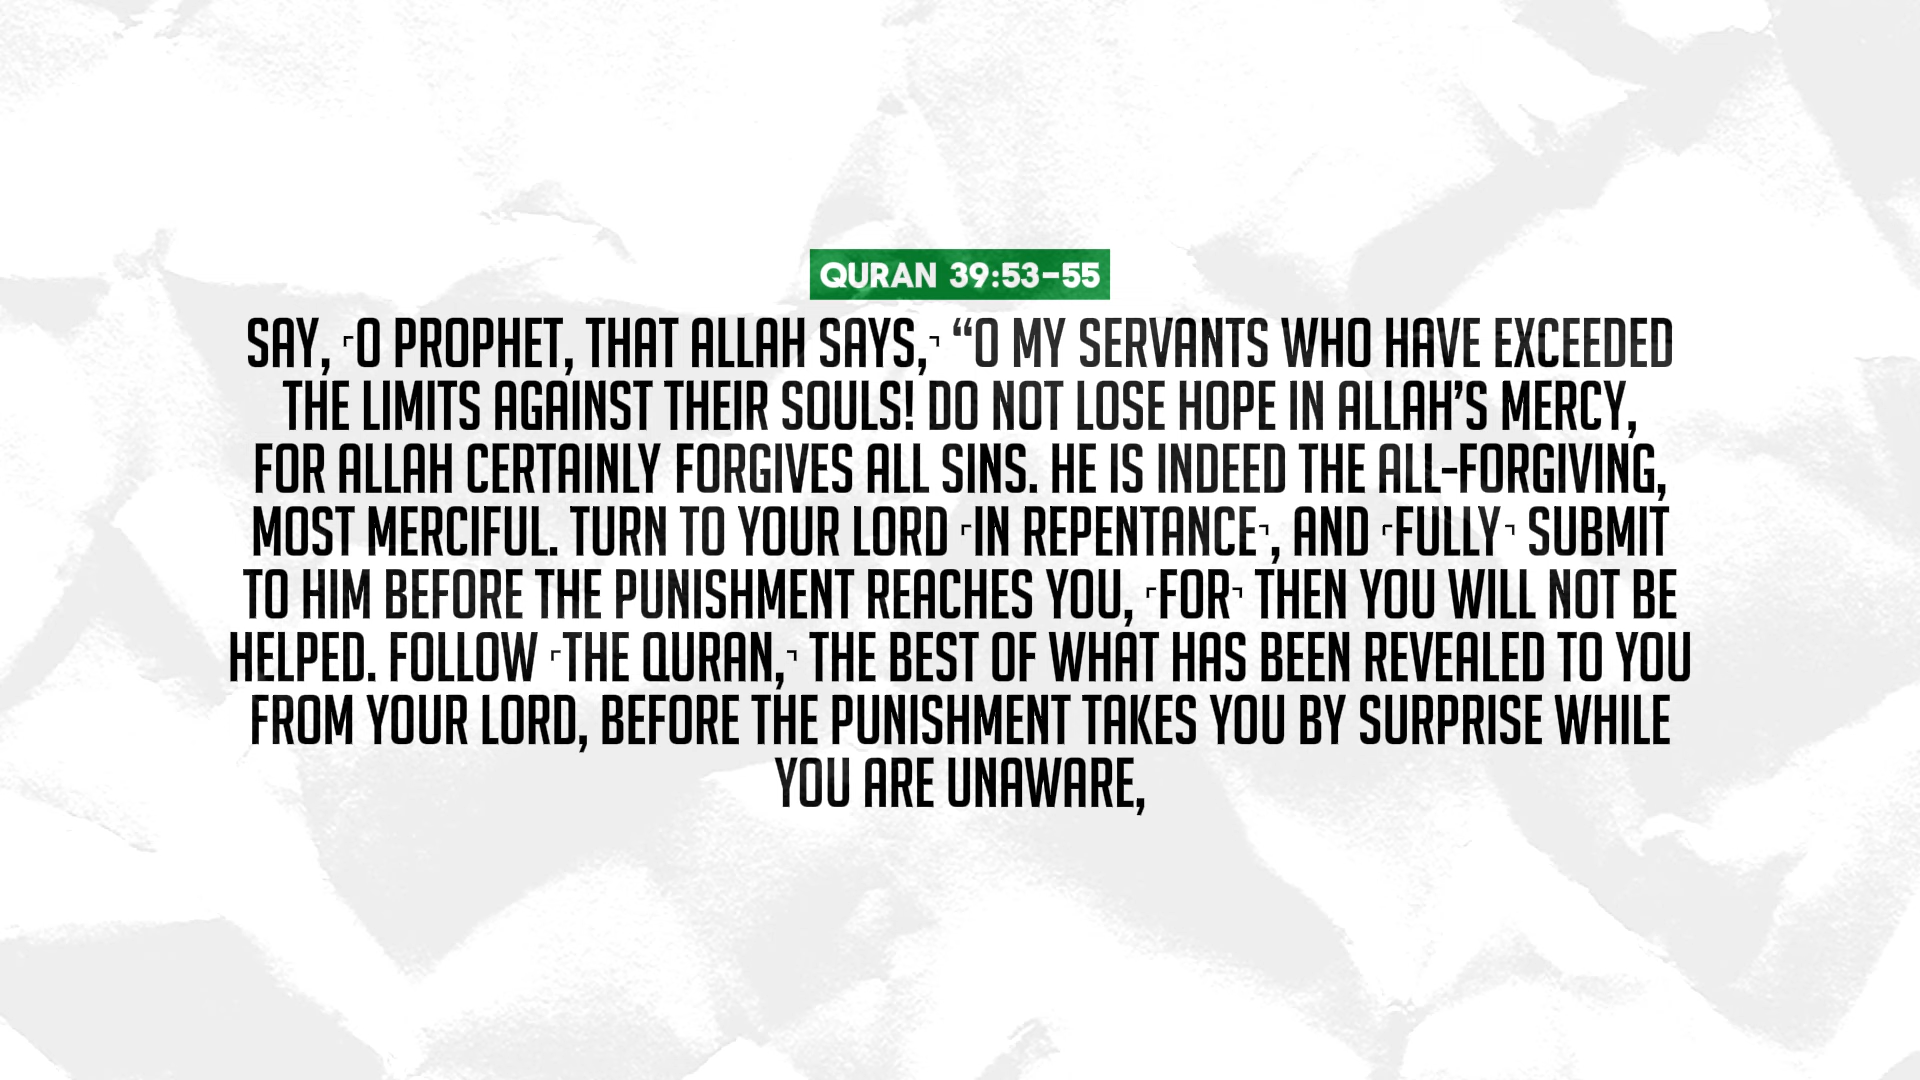 QURAN 39:53-55
SAY, ⌜O PROPHET, THAT ALLAH SAYS,⌝ “O MY SERVANTS WHO HAVE EXCEEDED
THE LIMITS AGAINST THEIR SOULS! DO NOT LOSE HOPE IN ALLAH’S MERCY,
FOR ALLAH CERTAINLY FORGIVES ALL SINS. HE IS INDEED THE ALL-FORGIVING,
MOST MERCIFUL. TURN TO YOUR LORD ⌜IN REPENTANCE⌝, AND ⌜FULLY⌝ SUBMIT
TO HIM BEFORE THE PUNISHMENT REACHES YOU, ⌜FOR⌝ THEN YOU WILL NOT BE
HELPED. FOLLOW ⌜THE QURAN,⌝ THE BEST OF WHAT HAS BEEN REVEALED TO YOU
FROM YOUR LORD, BEFORE THE PUNISHMENT TAKES YOU BY SURPRISE WHILE
YOU ARE UNAWARE,